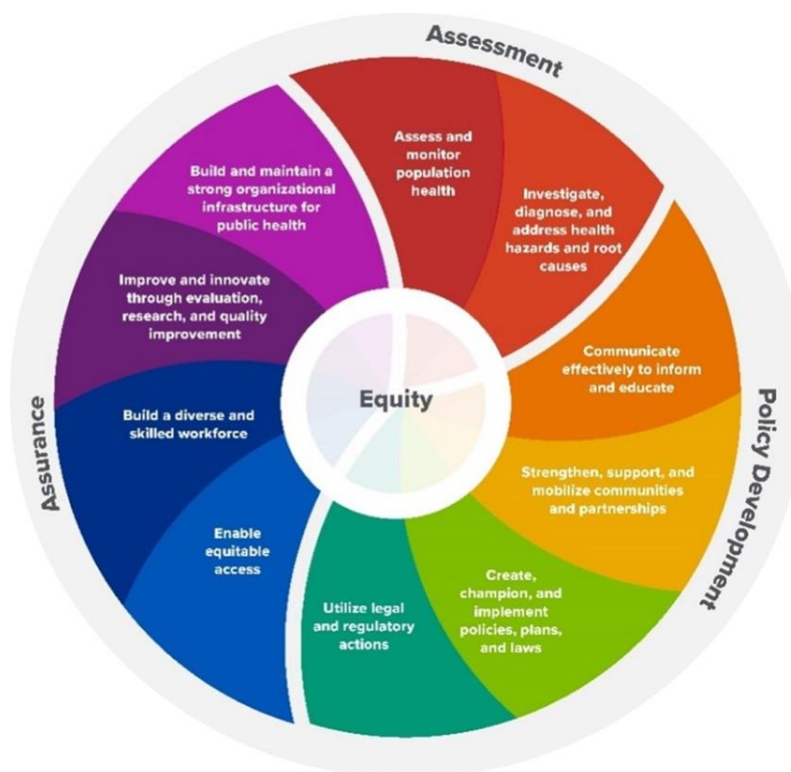 Assessment
Assess and
monitor
population
health
Investigate,
diagnose, and
address health
hazards and root
causes
Policy Development
Communicate
effectively to inform
and educate
Strengthen, support, and
mobilize communities
and partnerships
Create,
champion, and
implement
policies, plans,
and laws
Utilize legal
and regulatory
actions
Assurance
Enable
equitable
access
Build a diverse and
skilled workforce
Improve and innovate
through evaluation,
research, and quality
improvement
Build and maintain a
strong organizational
infrastructure for
public health
Equity